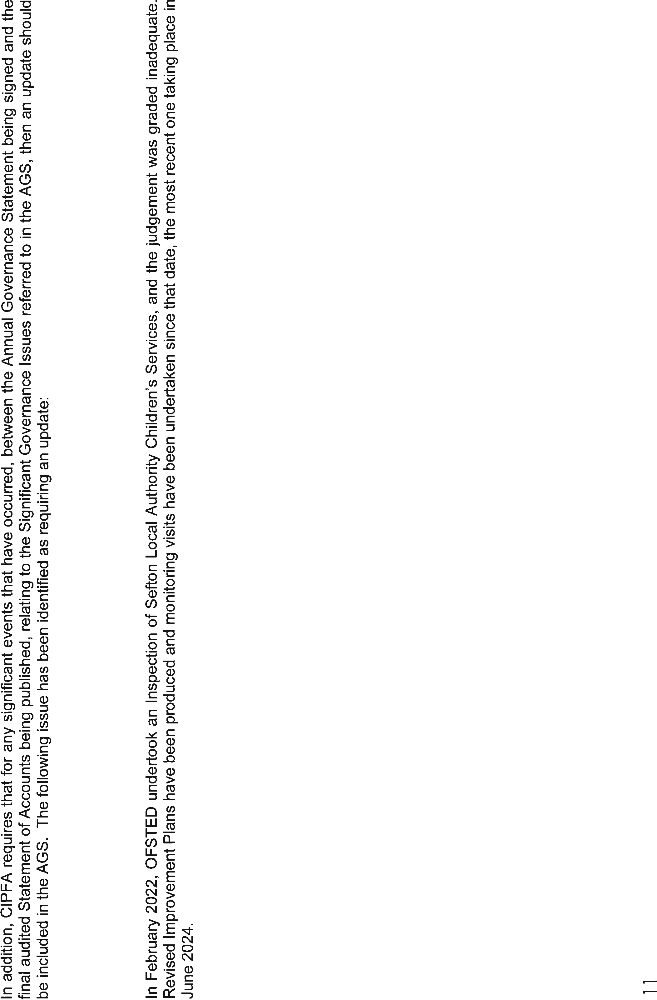 In addition, CIPFA requires that for any significant events that have occurred, between the Annual Governance Statement being signed and the
final audited Statement of Accounts being published, relating to the Significant Governance Issues referred to in the AGS, then an update should
be included in the AGS.  The following issue has been identified as requiring an update:
In February 2022, OFSTED undertook an Inspection of Sefton Local Authority Children's Services, and the judgement was graded inadequate.
Revised Improvement Plans have been produced and monitoring visits have been undertaken since that date, the most recent one taking place in
June 2024.
11